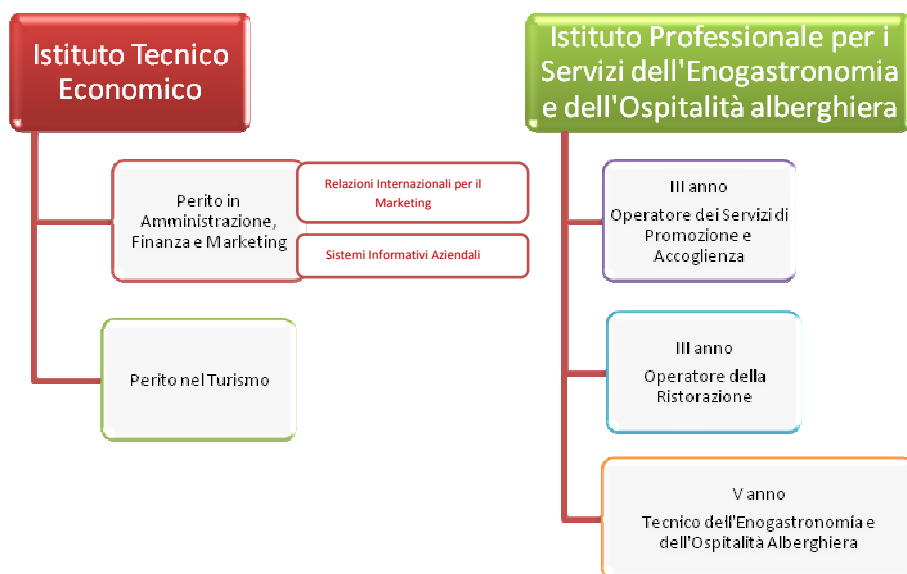 Istituto Tecnico
Economico
Perito in
Amministrazione,
Finanza e Marketing
Relazioni Internazionali per il
Marketing
Sistemi Informativi Aziendali
Perito nel Turismo
Istituto Professionale per i
Servizi dell'Enogastronomia
e dell'Ospitalità alberghiera
III anno
Operatore dei Servizi di
Promozione e
Accoglienza
III anno
Operatore della
Ristorazione
V anno
Tecnico dell'Enogastronomia e
dell'Ospitalità Alberghiera